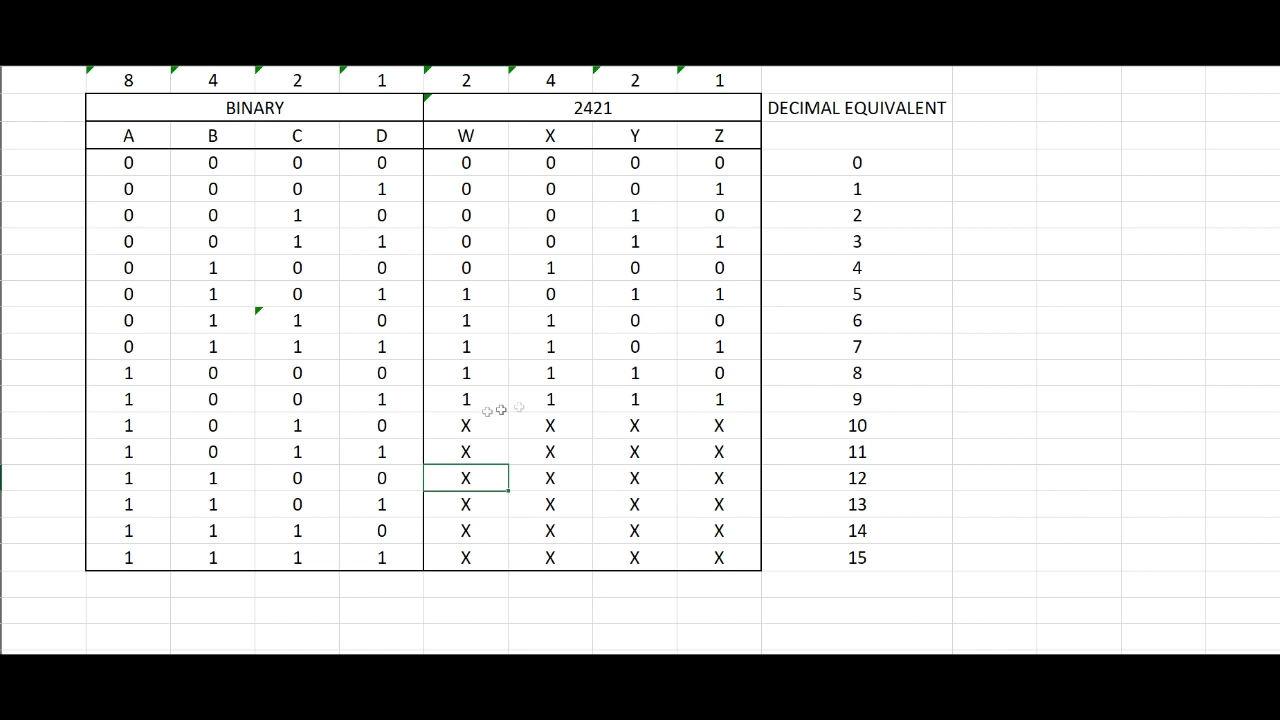 8 4 2 1 2 4 2 1
BINARY 2421 DECIMAL EQUIVALENT
A B C D W X Y Z
0 0 0 0 0 0 0 0 0
0 0 0 1 0 0 0 1 1
0 0 1 0 0 0 1 0 2
0 0 1 1 0 0 1 1 3
0 1 0 0 0 1 0 0 4
0 1 0 1 1 0 1 1 5
0 1 1 0 1 1 0 0 6
0 1 1 1 1 1 0 1 7
1 0 0 0 1 1 1 0 8
1 0 0 1 1 1 1 1 9
1 0 1 0 X X X X 10
1 0 1 1 X X X X 11
1 1 0 0 X X X X 12
1 1 0 1 X X X X 13
1 1 1 0 X X X X 14
1 1 1 1 X X X X 15